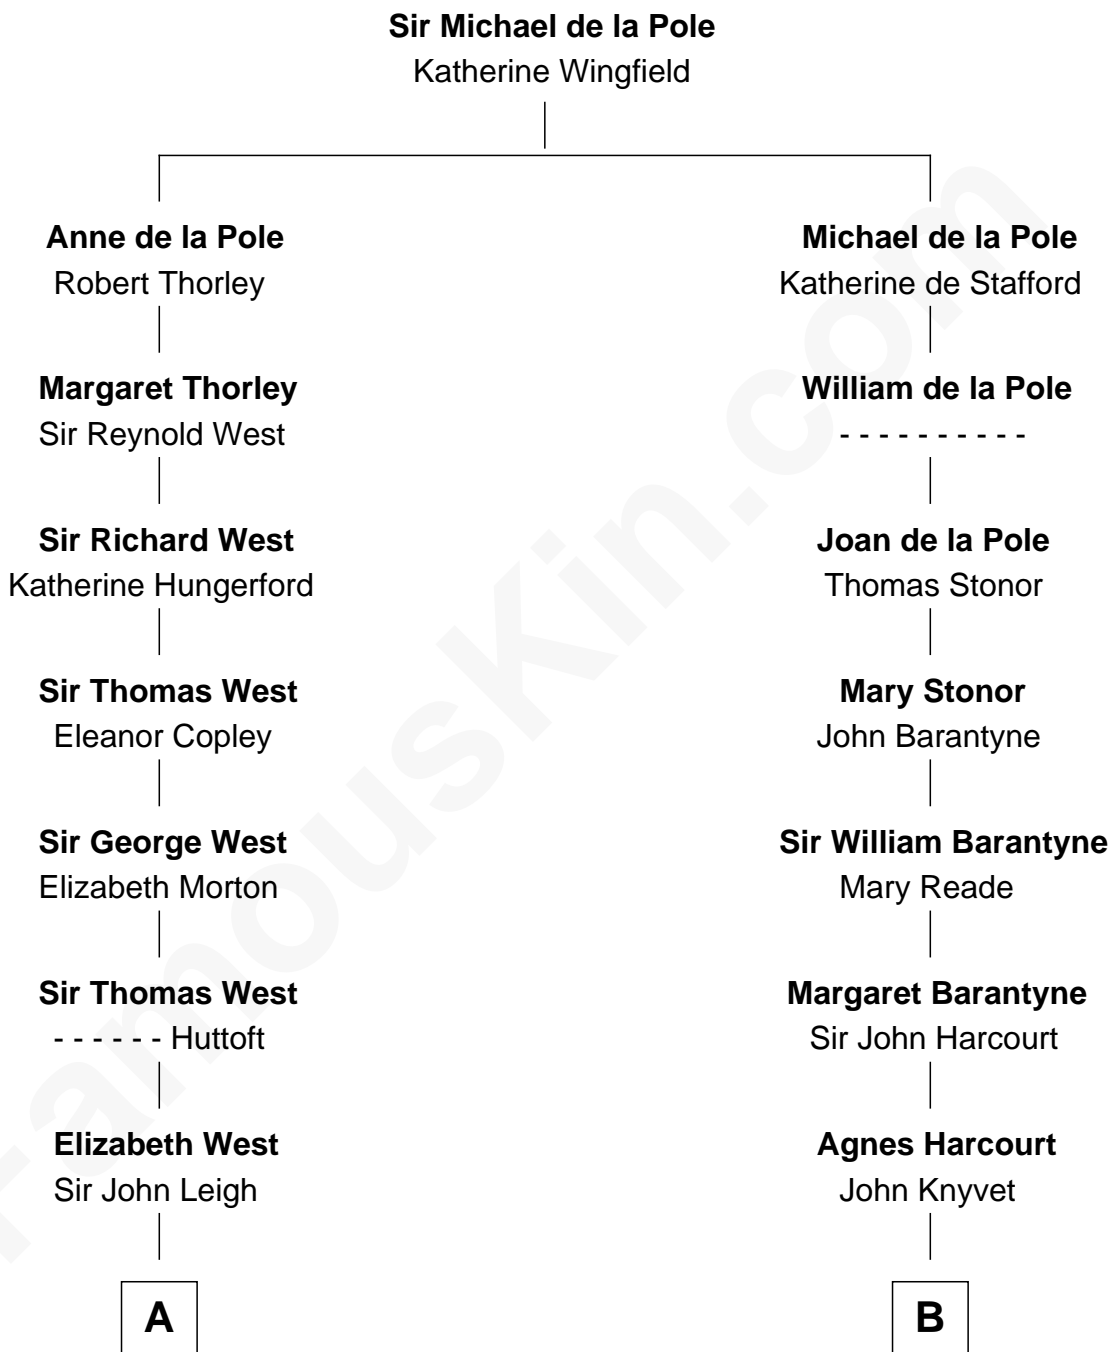 Sir Michael de la Pole
Katherine Wingfield
Anne de la Pole
Robert Thorley
Michael de la Pole
Katherine de Stafford
Margaret Thorley
Sir Reynold West
William de la Pole
- - - - - - - - - -
Sir Richard West
Katherine Hungerford
Joan de la Pole
Thomas Stonor
Sir Thomas West
Eleanor Copley
Mary Stonor
John Barantyne
Sir George West
Elizabeth Morton
Sir William Barantyne
Mary Reade
Sir Thomas West
- - - - - - Huttoft
Margaret Barantyne
Sir John Harcourt
Elizabeth West
Sir John Leigh
Agnes Harcourt
John Knyvet
A
B
FamousKin.com